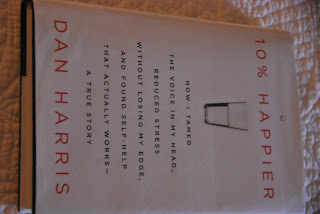 10% HAPPIER
HOW I TAMED
THE VOICE IN MY HEAD,
REDUCED STRESS
WITHOUT LOSING MY EDGE,
AND FOUND SELF-HELP
THAT ACTUALLY WORKS—
A TRUE STORY
DAN HARRIS